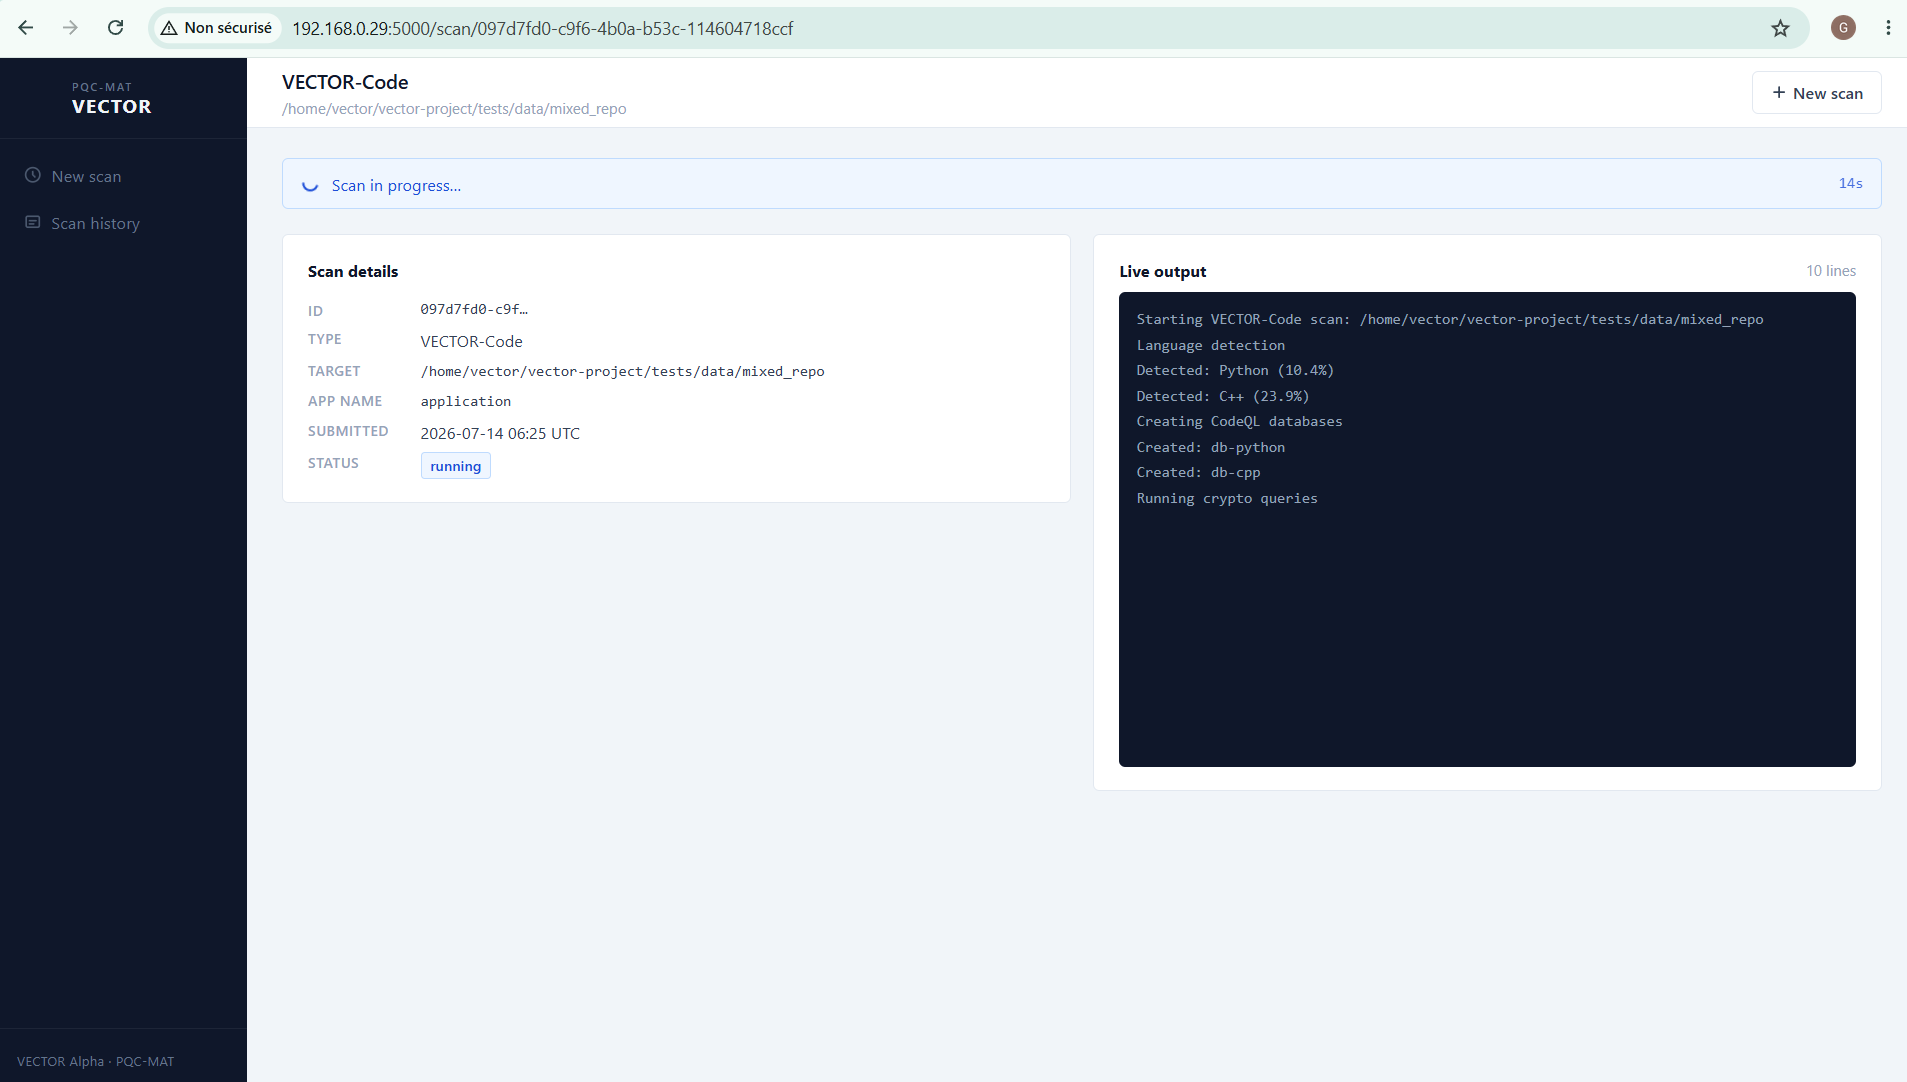 Non sécurisé
192.168.0.29:5000/scan/097d7fd0-c9f6-4b0a-b53c-114604718ccf
G
PQC-MAT
VECTOR
New scan
Scan history
VECTOR Alpha · PQC-MAT
VECTOR-Code
/home/vector/vector-project/tests/data/mixed_repo
+ New scan
Scan in progress...
14s
Scan details
ID 097d7fd0-c9f…
TYPE VECTOR-Code
TARGET /home/vector/vector-project/tests/data/mixed_repo
APP NAME application
SUBMITTED 2026-07-14 06:25 UTC
STATUS running
Live output
10 lines
Starting VECTOR-Code scan: /home/vector/vector-project/tests/data/mixed_repo
Language detection
Detected: Python (10.4%)
Detected: C++ (23.9%)
Creating CodeQL databases
Created: db-python
Created: db-cpp
Running crypto queries